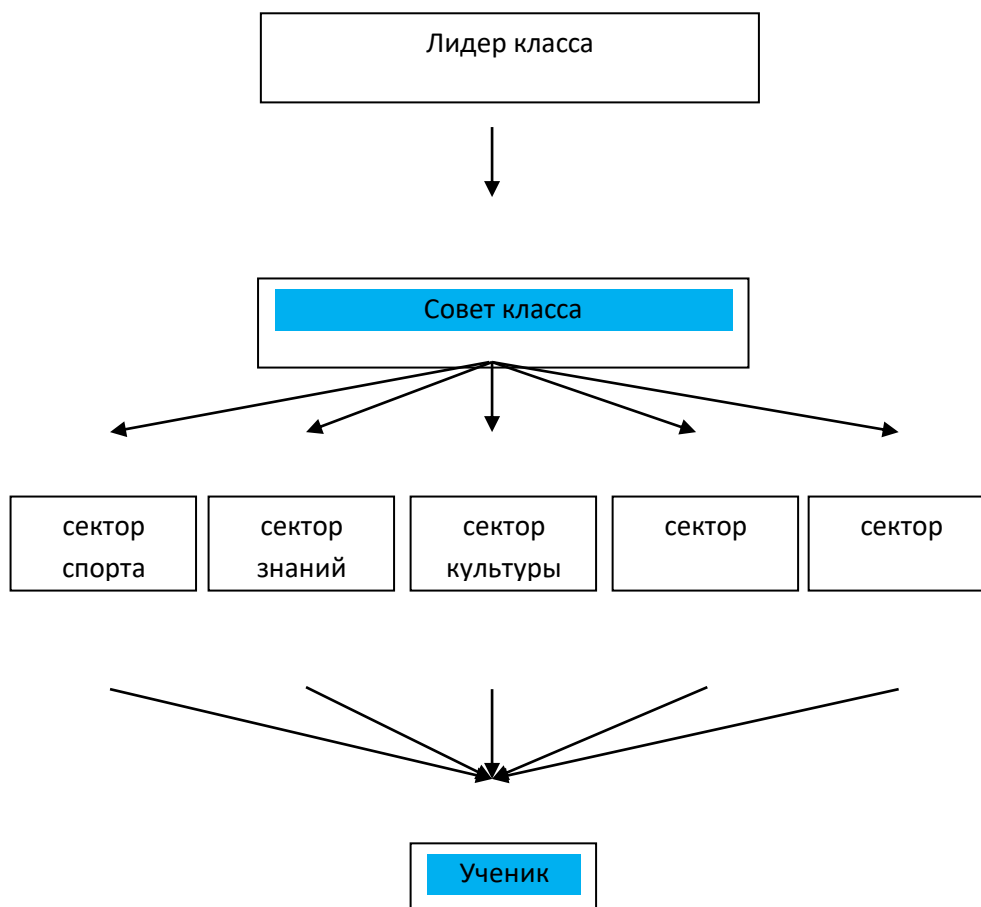 Лидер класса
Совет класса
сектор спорта
сектор знаний
сектор культуры
сектор
сектор
Ученик